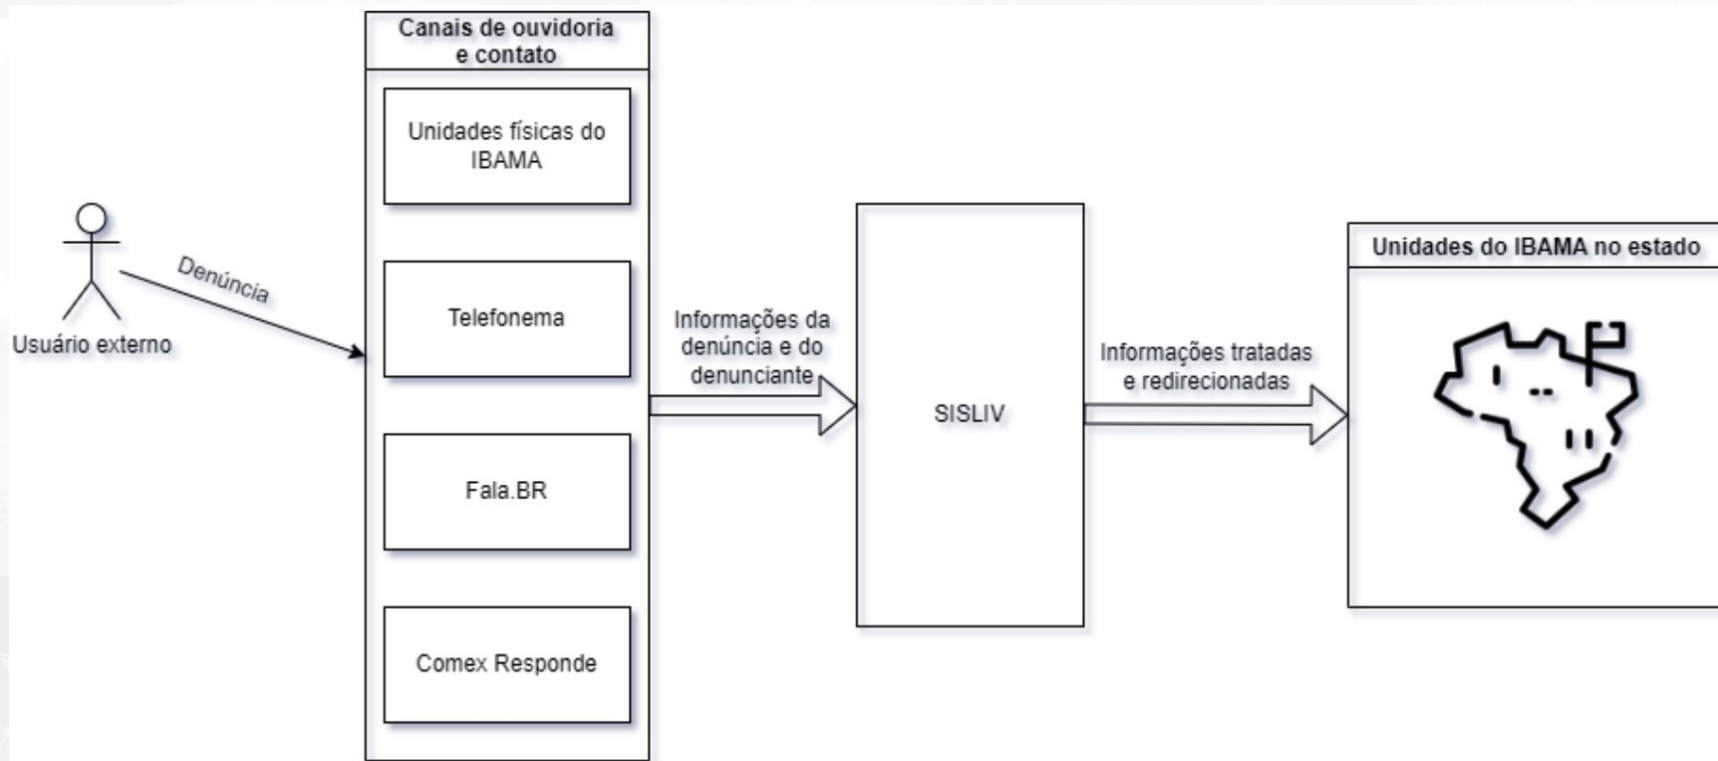 Canais de ouvidoria
e contato
Unidades físicas do
IBAMA
Denúncia
Usuário externo
Telefonema
Fala.BR
Comex Responde
Informações da
denúncia e do
denunciante
SISLIV
Informações tratadas
e redirecionadas
Unidades do IBAMA no estado